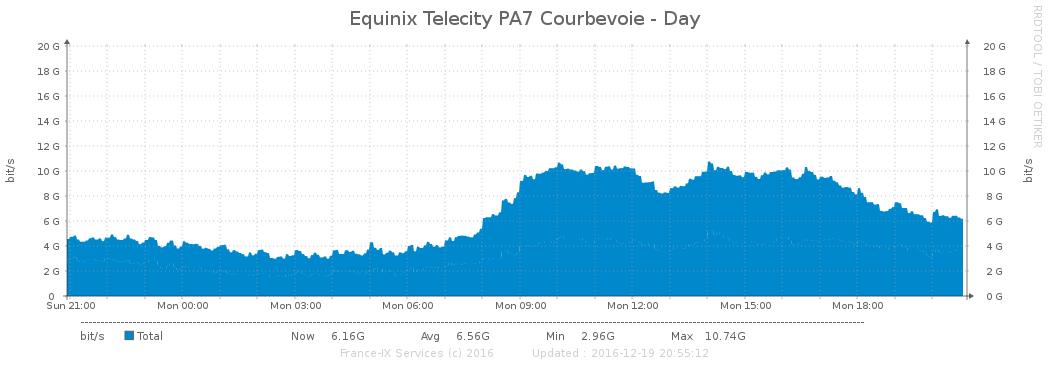 Equinix Telecity PA7 Courbevoie - Day
RRDTOOL / TOBI OETIKER
bit/s
20 G 20 G
18 G 18 G
16 G 16 G
14 G 14 G
12 G 12 G
10 G 10 G
8 G 8 G
6 G 6 G
4 G 4 G
2 G 2 G
0 0 G
bit/s
Sun 21:00 Mon 00:00 Mon 03:00 Mon 06:00 Mon 09:00 Mon 12:00 Mon 15:00 Mon 18:00
bit/s Total Now 6.16G Avg 6.56G Min 2.96G Max 10.74G
France-IX Services (c) 2016 Updated : 2016-12-19 20:55:12